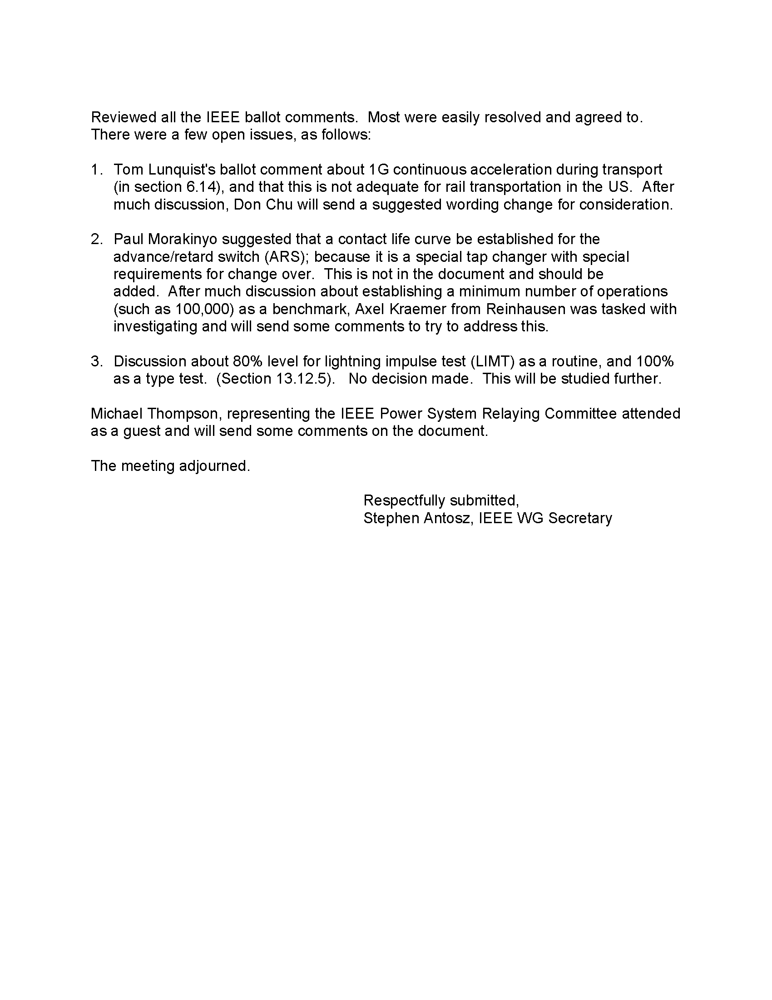 Reviewed all the IEEE ballot comments.  Most were easily resolved and agreed to.
There were a few open issues, as follows:
1. Tom Lunquist's ballot comment about 1G continuous acceleration during transport
(in section 6.14), and that this is not adequate for rail transportation in the US.  After
much discussion, Don Chu will send a suggested wording change for consideration.
2. Paul Morakinyo suggested that a contact life curve be established for the
advance/retard switch (ARS); because it is a special tap changer with special
requirements for change over.  This is not in the document and should be
added.  After much discussion about establishing a minimum number of operations
(such as 100,000) as a benchmark, Axel Kraemer from Reinhausen was tasked with
investigating and will send some comments to try to address this.
3. Discussion about 80% level for lightning impulse test (LIMT) as a routine, and 100%
as a type test.  (Section 13.12.5).   No decision made.  This will be studied further.
Michael Thompson, representing the IEEE Power System Relaying Committee attended
as a guest and will send some comments on the document.
The meeting adjourned.
Respectfully submitted,
Stephen Antosz, IEEE WG Secretary